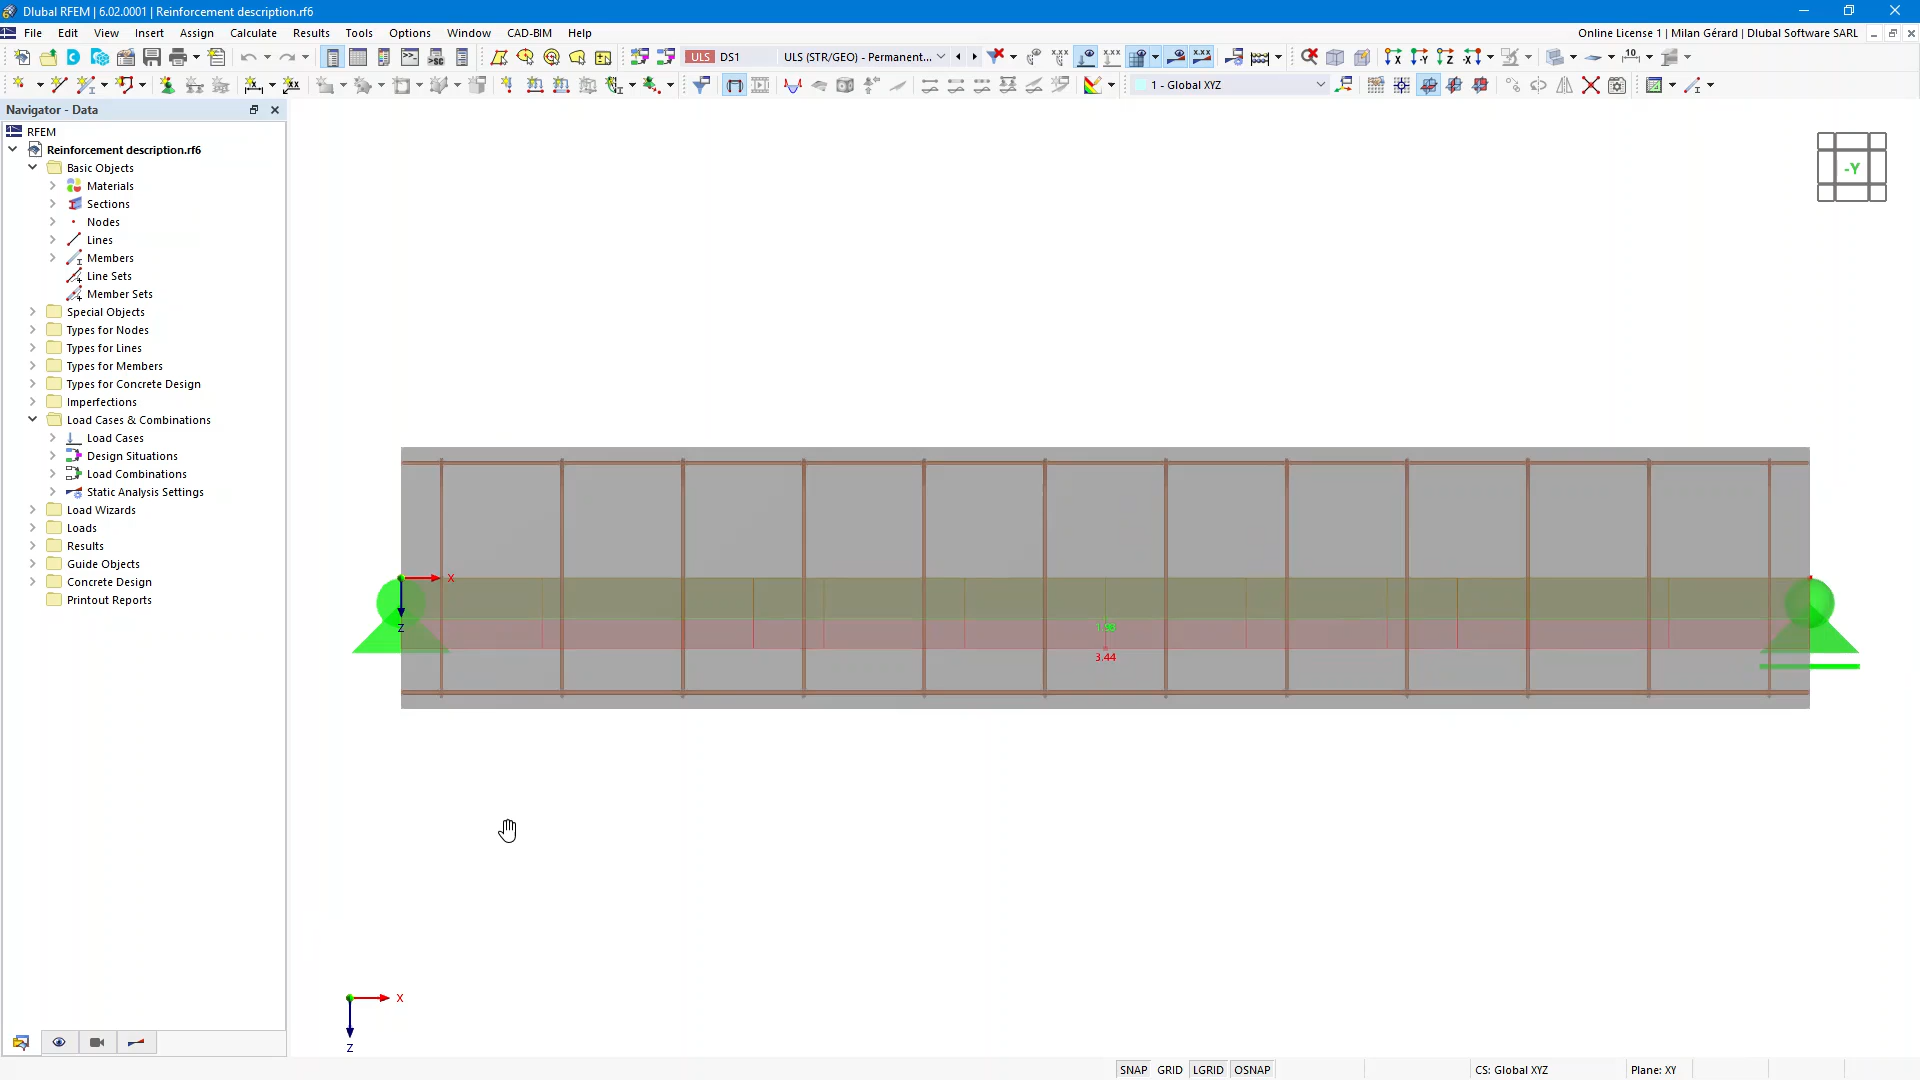 Dlubal RFEM | 6.02.0001 | Reinforcement description.rf6
File Edit View Insert Assign Calculate Results Tools Options Window CAD-BIM Help
Online License 1 | Milan Gérard | Dlubal Software SARL
ULS DS1 ULS (STR/GEO) - Permanent...
1 - Global XYZ
Navigator - Data
RFEM
Reinforcement description.rf6
Basic Objects
Materials
Sections
Nodes
Lines
Members
Line Sets
Member Sets
Special Objects
Types for Nodes
Types for Lines
Types for Members
Types for Concrete Design
Imperfections
Load Cases & Combinations
Load Cases
Design Situations
Load Combinations
Static Analysis Settings
Load Wizards
Loads
Results
Guide Objects
Concrete Design
Printout Reports
-Y
X
Z
3.44
X
Z
SNAP GRID LGRID OSNAP
CS: Global XYZ
Plane: XY